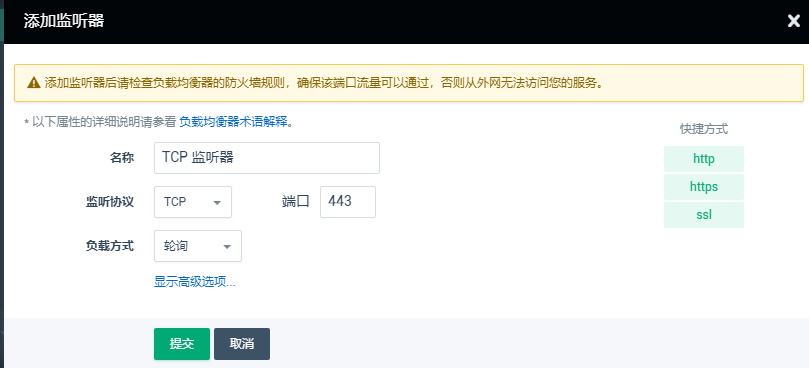 添加监听器
添加监听器后请检查负载均衡器的防火墙规则，确保该端口流量可以通过，否则从外网无法访问您的服务。
* 以下属性的详细说明请参看 负载均衡器术语解释。
快捷方式
名称 TCP 监听器
http
https
监听协议 TCP 端口 443
ssl
负载方式 轮询
显示高级选项...
提交 取消